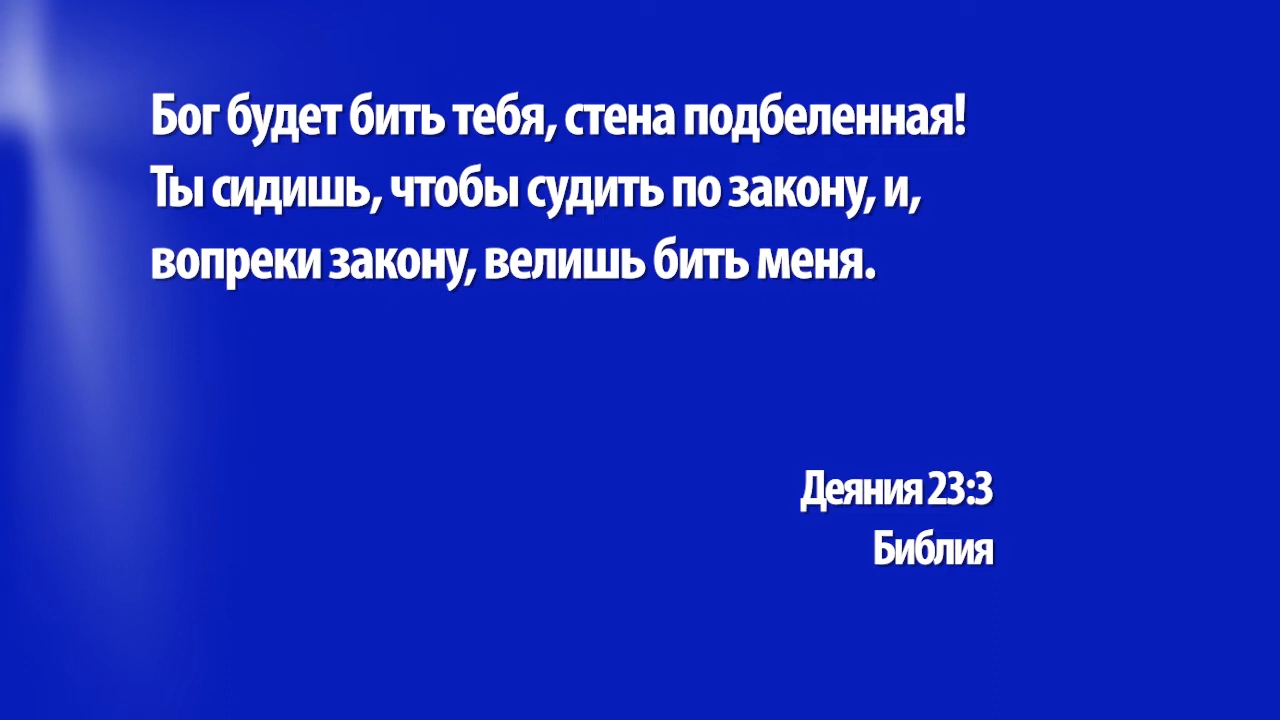 Бог будет бить тебя, стена подбеленная!
Ты сидишь, чтобы судить по закону, и,
вопреки закону, велишь бить меня.
Деяния 23:3
Библия